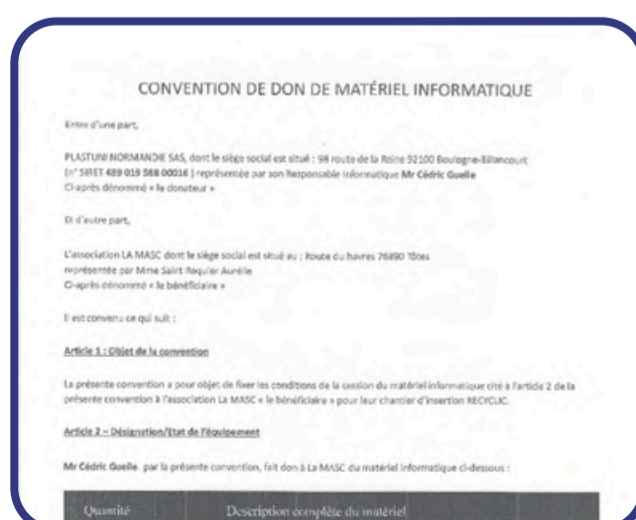 CONVENTION DE DON DE MATÉRIEL INFORMATIQUE
Entre d'une part,
PLASTUNI NORMANDIE SAS, dont le siège social est situé : 98 route de la Reine 92100 Boulogne-Billancourt
(n° SIRET 489 019 588 00016 ) représentée par son Responsable Informatique Mr Cédric Guelle
Ci-après dénommé « le donateur »
Et d'autre part,
L'association LA MASC dont le siège social est situé au : Route du havres 76890 Tôtes
représentée par Mme Saint Requier Aurélie
Ci-après dénommé « le bénéficiaire »
Il est convenu ce qui suit :
Article 1 : Objet de la convention
La présente convention a pour objet de fixer les conditions de la cession du matériel informatique cité à l'article 2 de la
présente convention à l'association La MASC « le bénéficiaire » pour leur chantier d'insertion RECYCLIC.
Article 2 – Désignation/Etat de l'équipement
Mr Cédric Guelle, par la présente convention, fait don à La MASC du matériel informatique ci-dessous :
Quantité Description complète du matériel